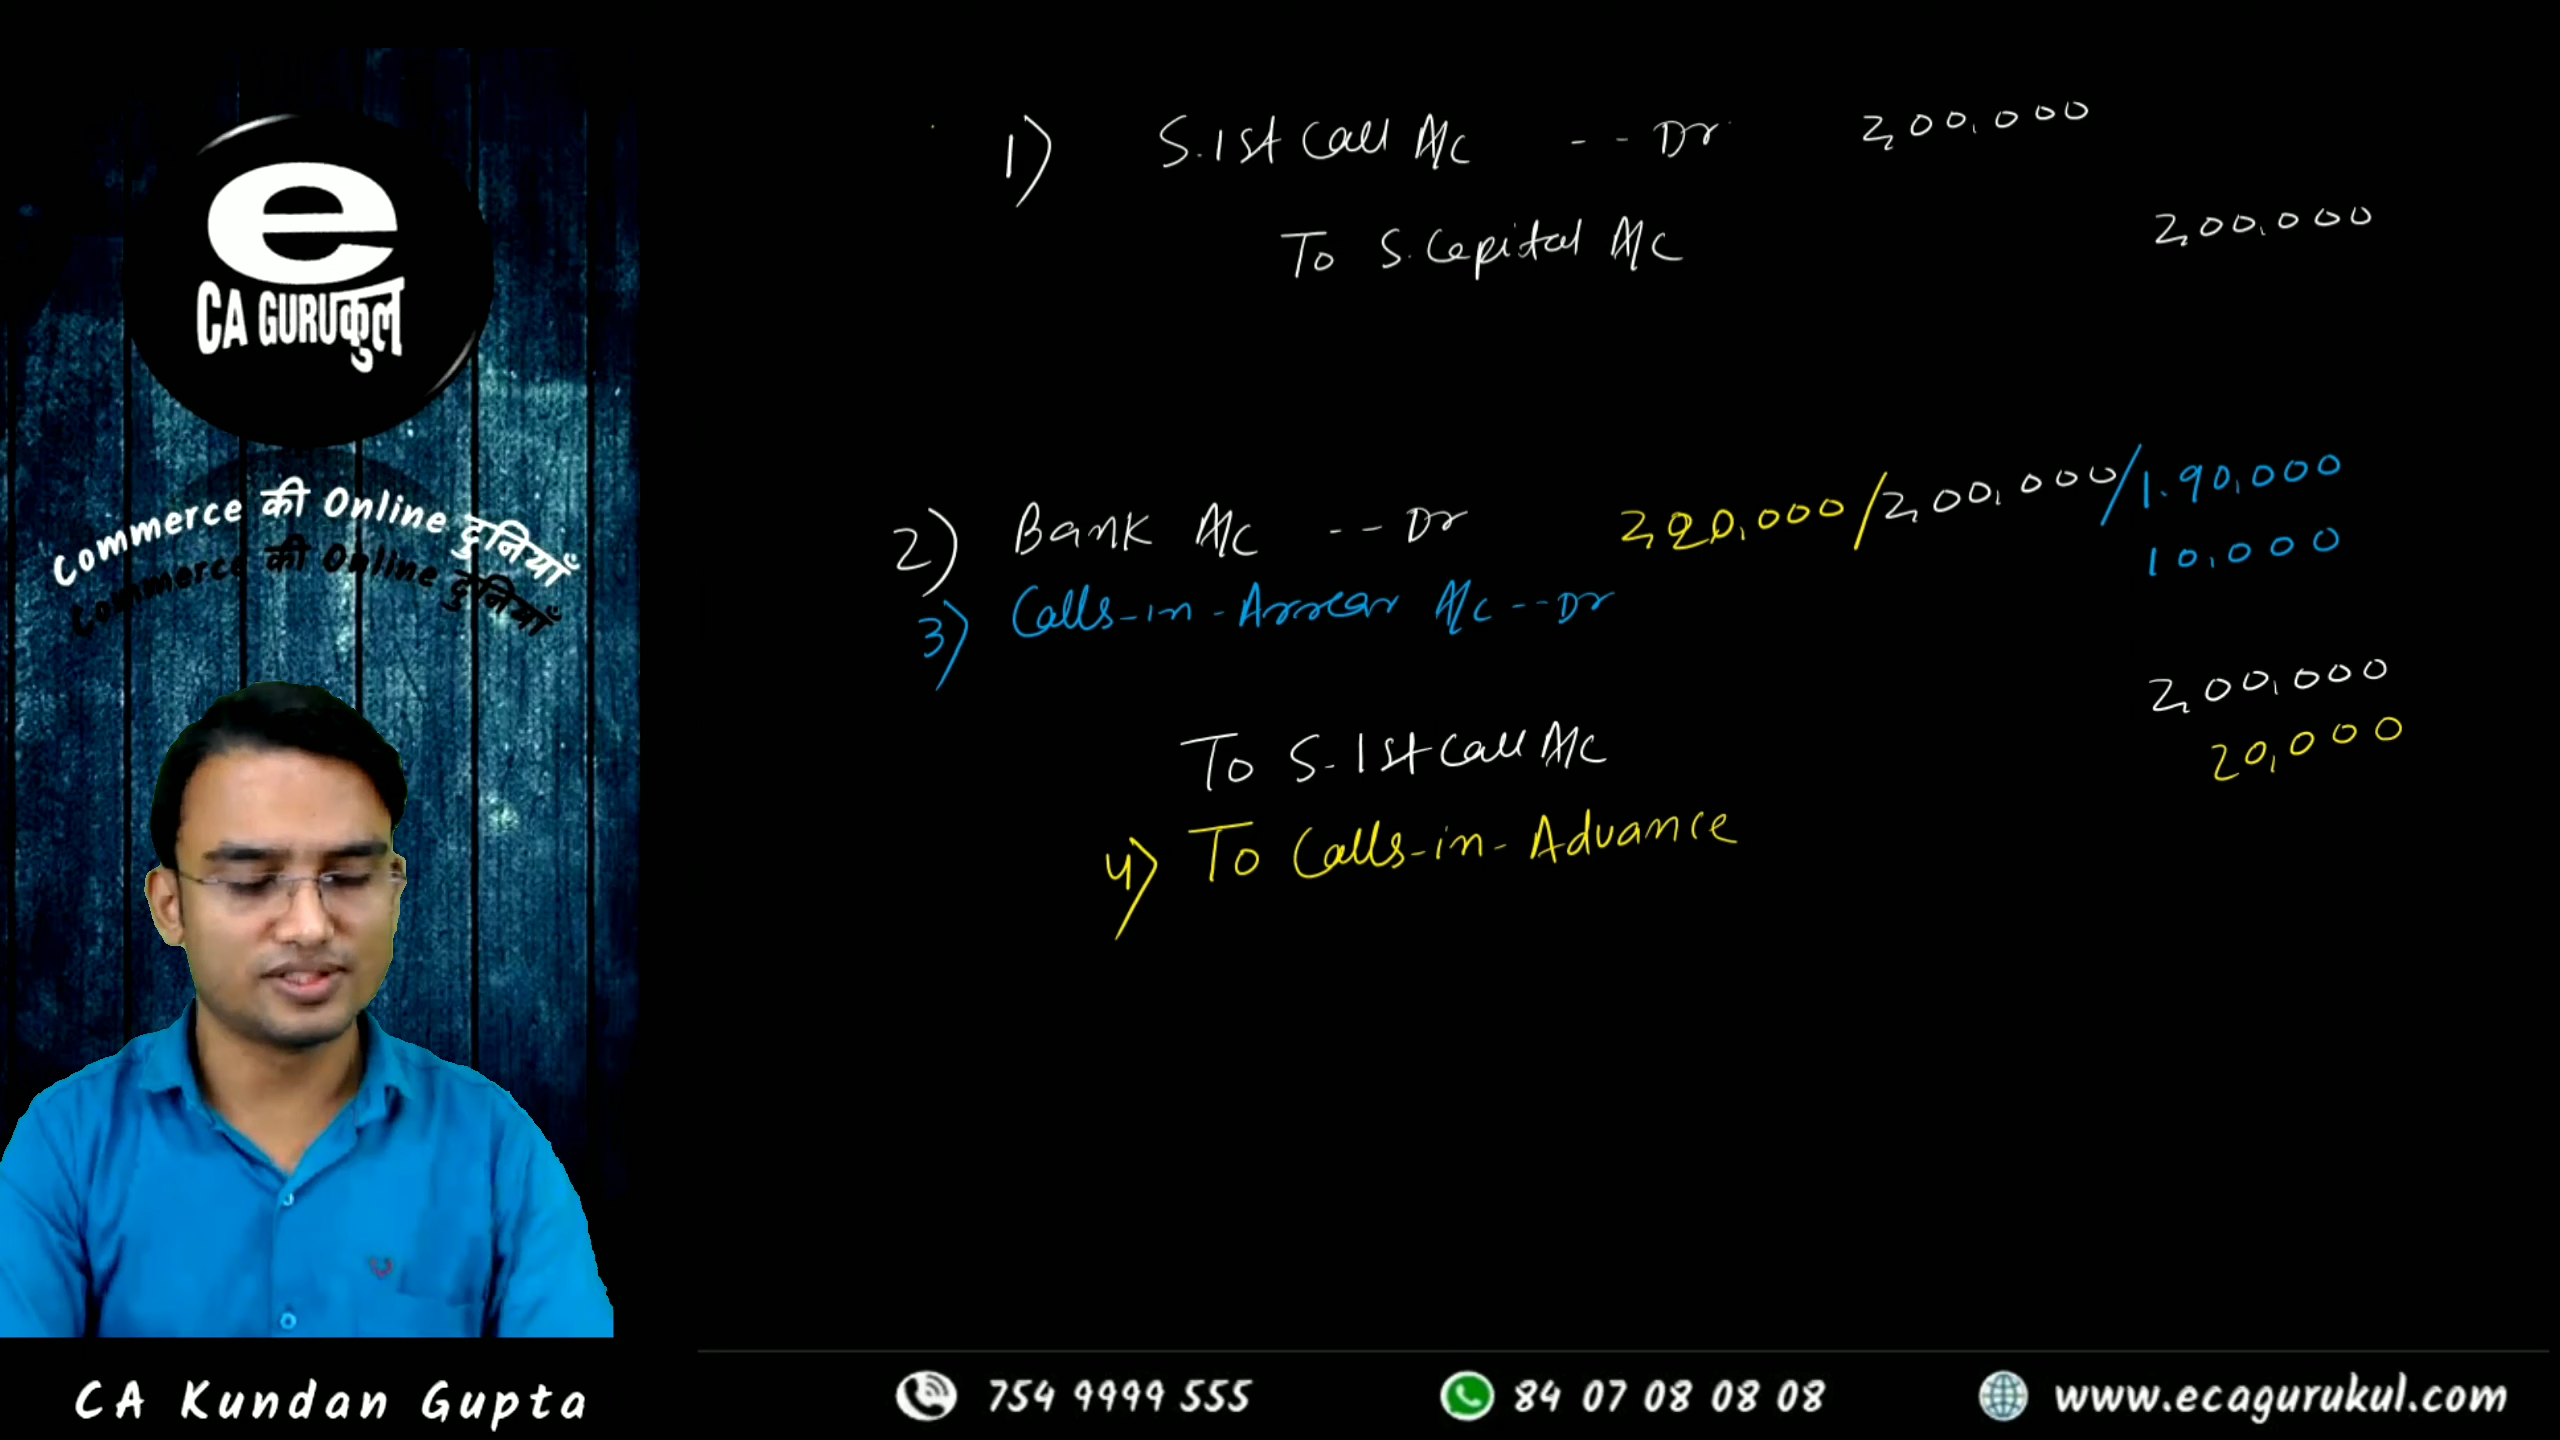 e
CA GURUकुल
Commerce की Online दुनियाँ
Commerce की Online दुनियाँ
1) S. 1st Call A/c -- Dr 2,00,000
To S. Capital A/c 2,00,000
2) Bank A/c -- Dr 2,20,000/2,00,000/1,90,000
3) Calls-in-Arrear A/c -- Dr 10,000
To S. 1st Call A/c 2,00,000
4) To Calls-in-Advance 20,000
CA Kundan Gupta
754 9999 555
84 07 08 08 08
www.ecagurukul.com